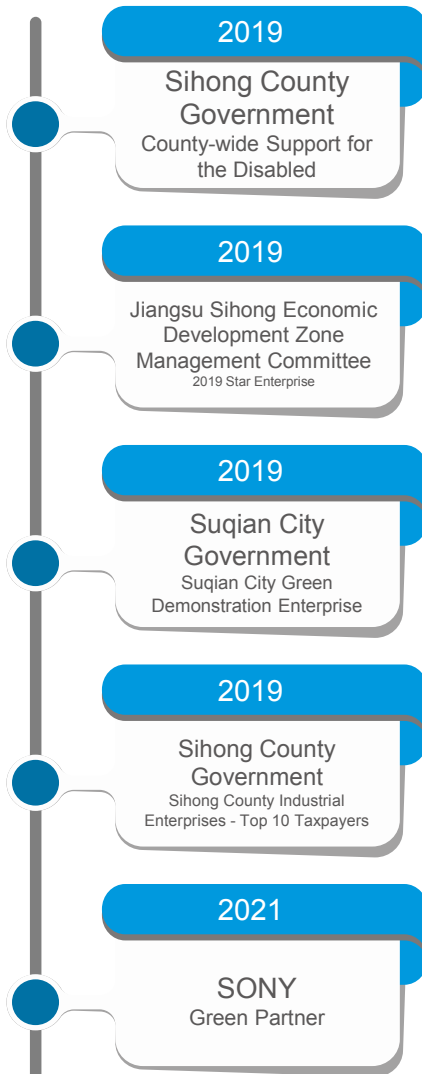 2019
Sihong County
Government
County-wide Support for
the Disabled
2019
Jiangsu Sihong Economic
Development Zone
Management Committee
2019 Star Enterprise
2019
Suqian City
Government
Suqian City Green
Demonstration Enterprise
2019
Sihong County
Government
Sihong County Industrial
Enterprises - Top 10 Taxpayers
2021
SONY
Green Partner